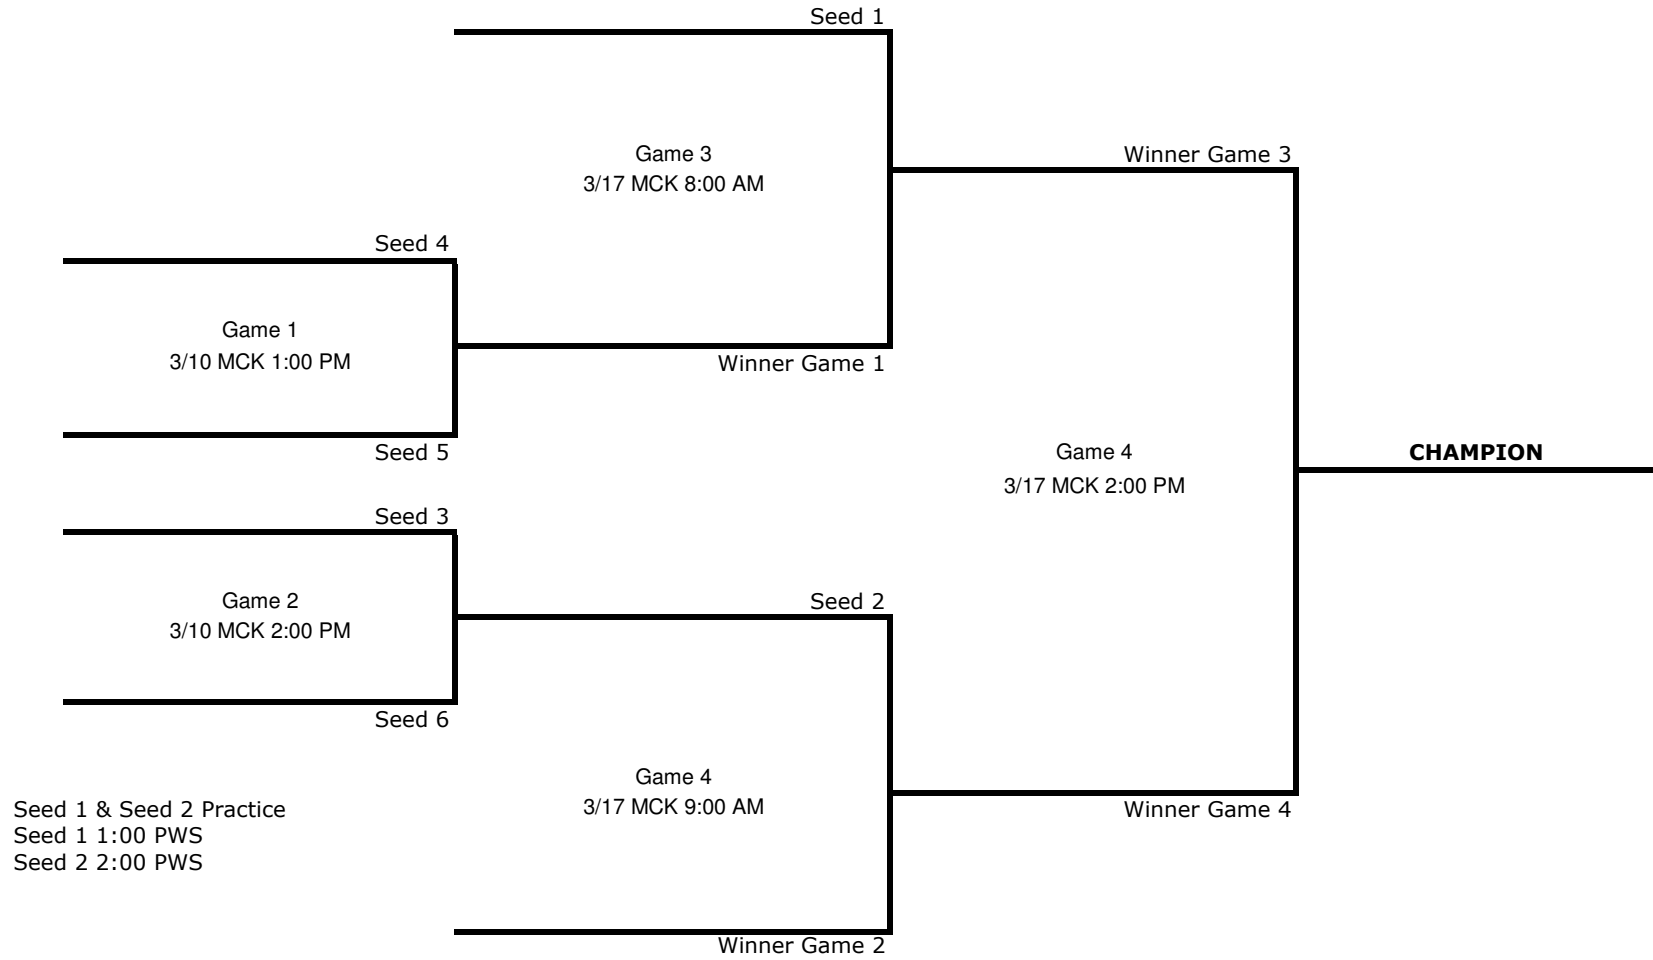 Seed 1
Game 3
3/17 MCK 8:00 AM
Winner Game 3
Seed 4
Game 1
3/10 MCK 1:00 PM
Winner Game 1
Seed 5
Game 4
3/17 MCK 2:00 PM
CHAMPION
Seed 3
Game 2
3/10 MCK 2:00 PM
Seed 2
Seed 6
Game 4
3/17 MCK 9:00 AM
Winner Game 4
Seed 1 & Seed 2 Practice
Seed 1 1:00 PWS
Seed 2 2:00 PWS
Winner Game 2